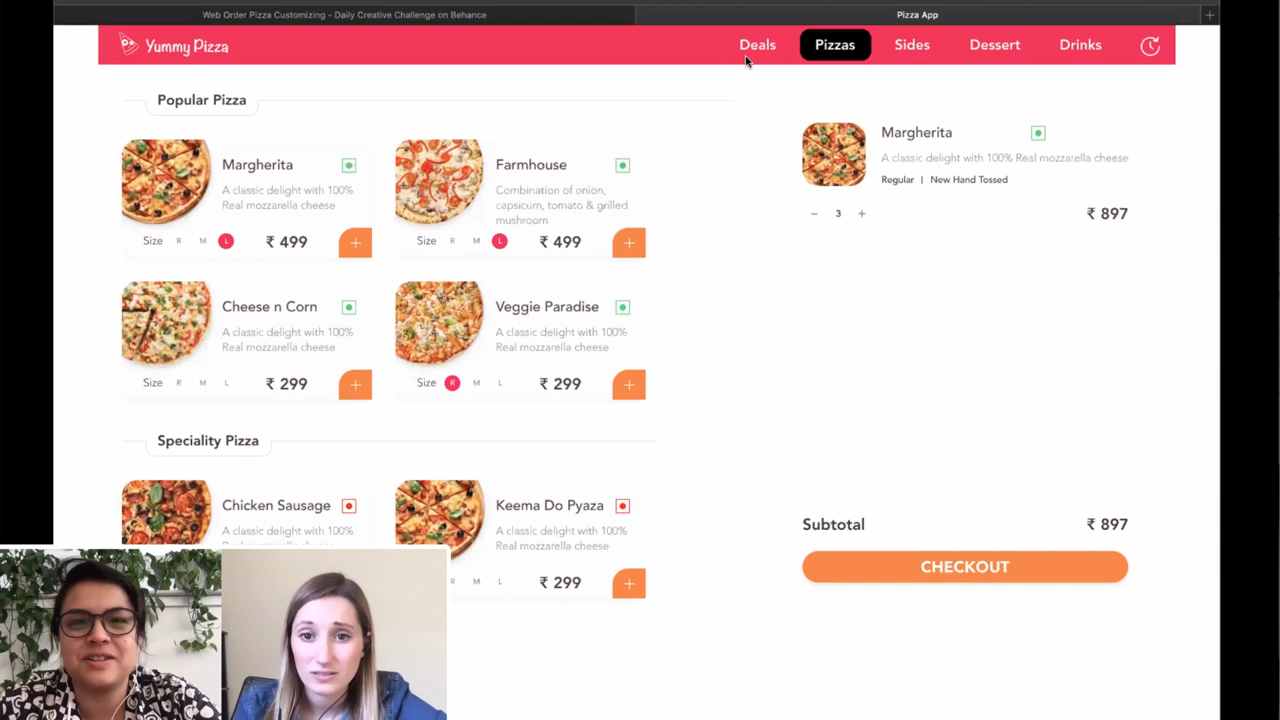 Web Order Pizza Customizing - Daily Creative Challenge on Behance
Pizza App
Yummy Pizza
Deals
Pizzas
Sides
Dessert
Drinks
Popular Pizza
Margherita
A classic delight with 100%
Real mozzarella cheese
Size R M L ₹ 499 +
Farmhouse
Combination of onion,
capsicum, tomato & grilled
mushroom
Size R M L ₹ 499 +
Cheese n Corn
A classic delight with 100%
Real mozzarella cheese
Size R M L ₹ 299 +
Veggie Paradise
A classic delight with 100%
Real mozzarella cheese
Size R M L ₹ 299 +
Speciality Pizza
Chicken Sausage
A classic delight with 100%
Keema Do Pyaza
A classic delight with 100%
Real mozzarella cheese
R M L ₹ 299 +
Margherita
A classic delight with 100% Real mozzarella cheese
Regular | New Hand Tossed
− 3 + ₹ 897
Subtotal ₹ 897
CHECKOUT